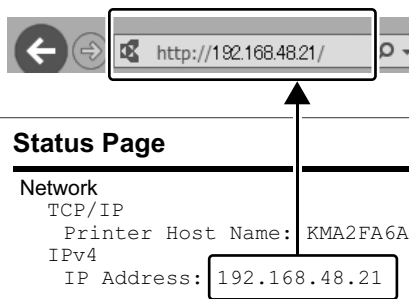 http://192.168.48.21/
Status Page
Network
TCP/IP
Printer Host Name: KMA2FA6A
IPv4
IP Address: 192.168.48.21